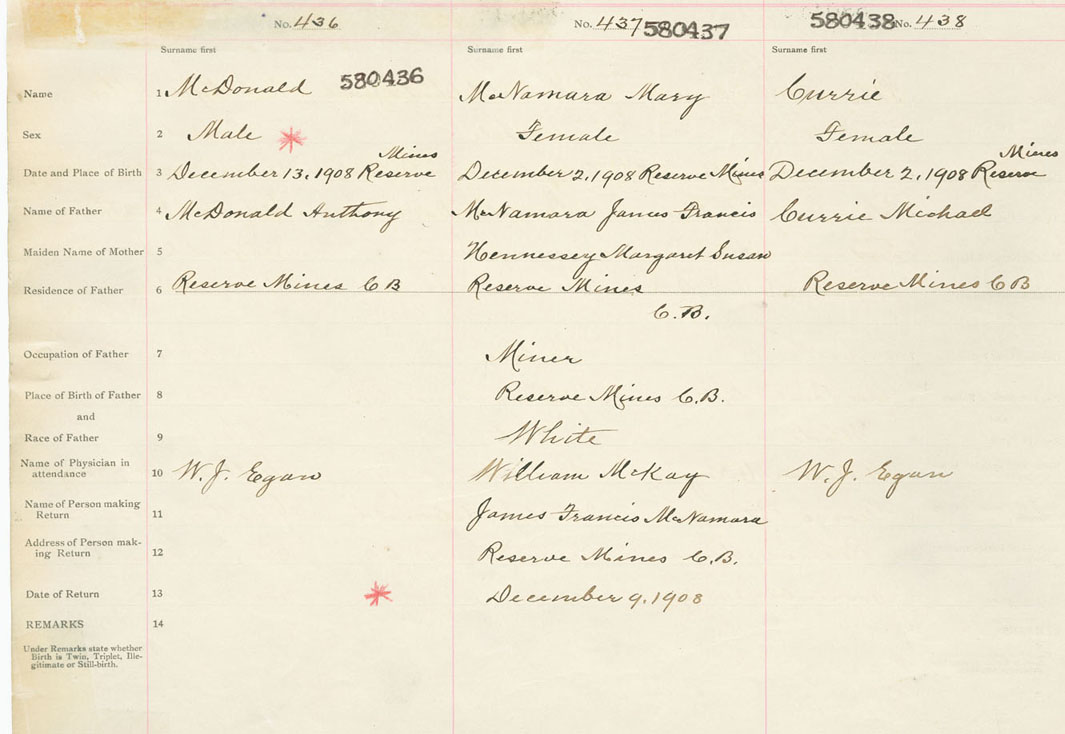 No. 436 No. 437 580437 580438 No. 438
Surname first Surname first Surname first
Name 1 McDonald 580436 McNamara Mary Currie
Sex 2 Male Female Female
Mines Mines
Date and Place of Birth 3 December 13, 1908 Reserve December 2, 1908 Reserve Mines December 2, 1908 Reserve
Name of Father 4 McDonald Anthony McNamara James Francis Currie Michael
Maiden Name of Mother 5 Hennessey Margaret Susan
Residence of Father 6 Reserve Mines C B Reserve Mines Reserve Mines C B
C. B.
Occupation of Father 7 Miner
Place of Birth of Father 8 Reserve Mines C. B.
and
Race of Father 9 White
Name of Physician in
attendance 10 W. J. Egan William McKay W. J. Egan
Name of Person making
Return 11 James Francis McNamara
Address of Person mak-
ing Return 12 Reserve Mines C. B.
Date of Return 13 December 9, 1908
REMARKS 14
Under Remarks state whether
Birth is Twin, Triplet, Ille-
gitimate or Still-birth.